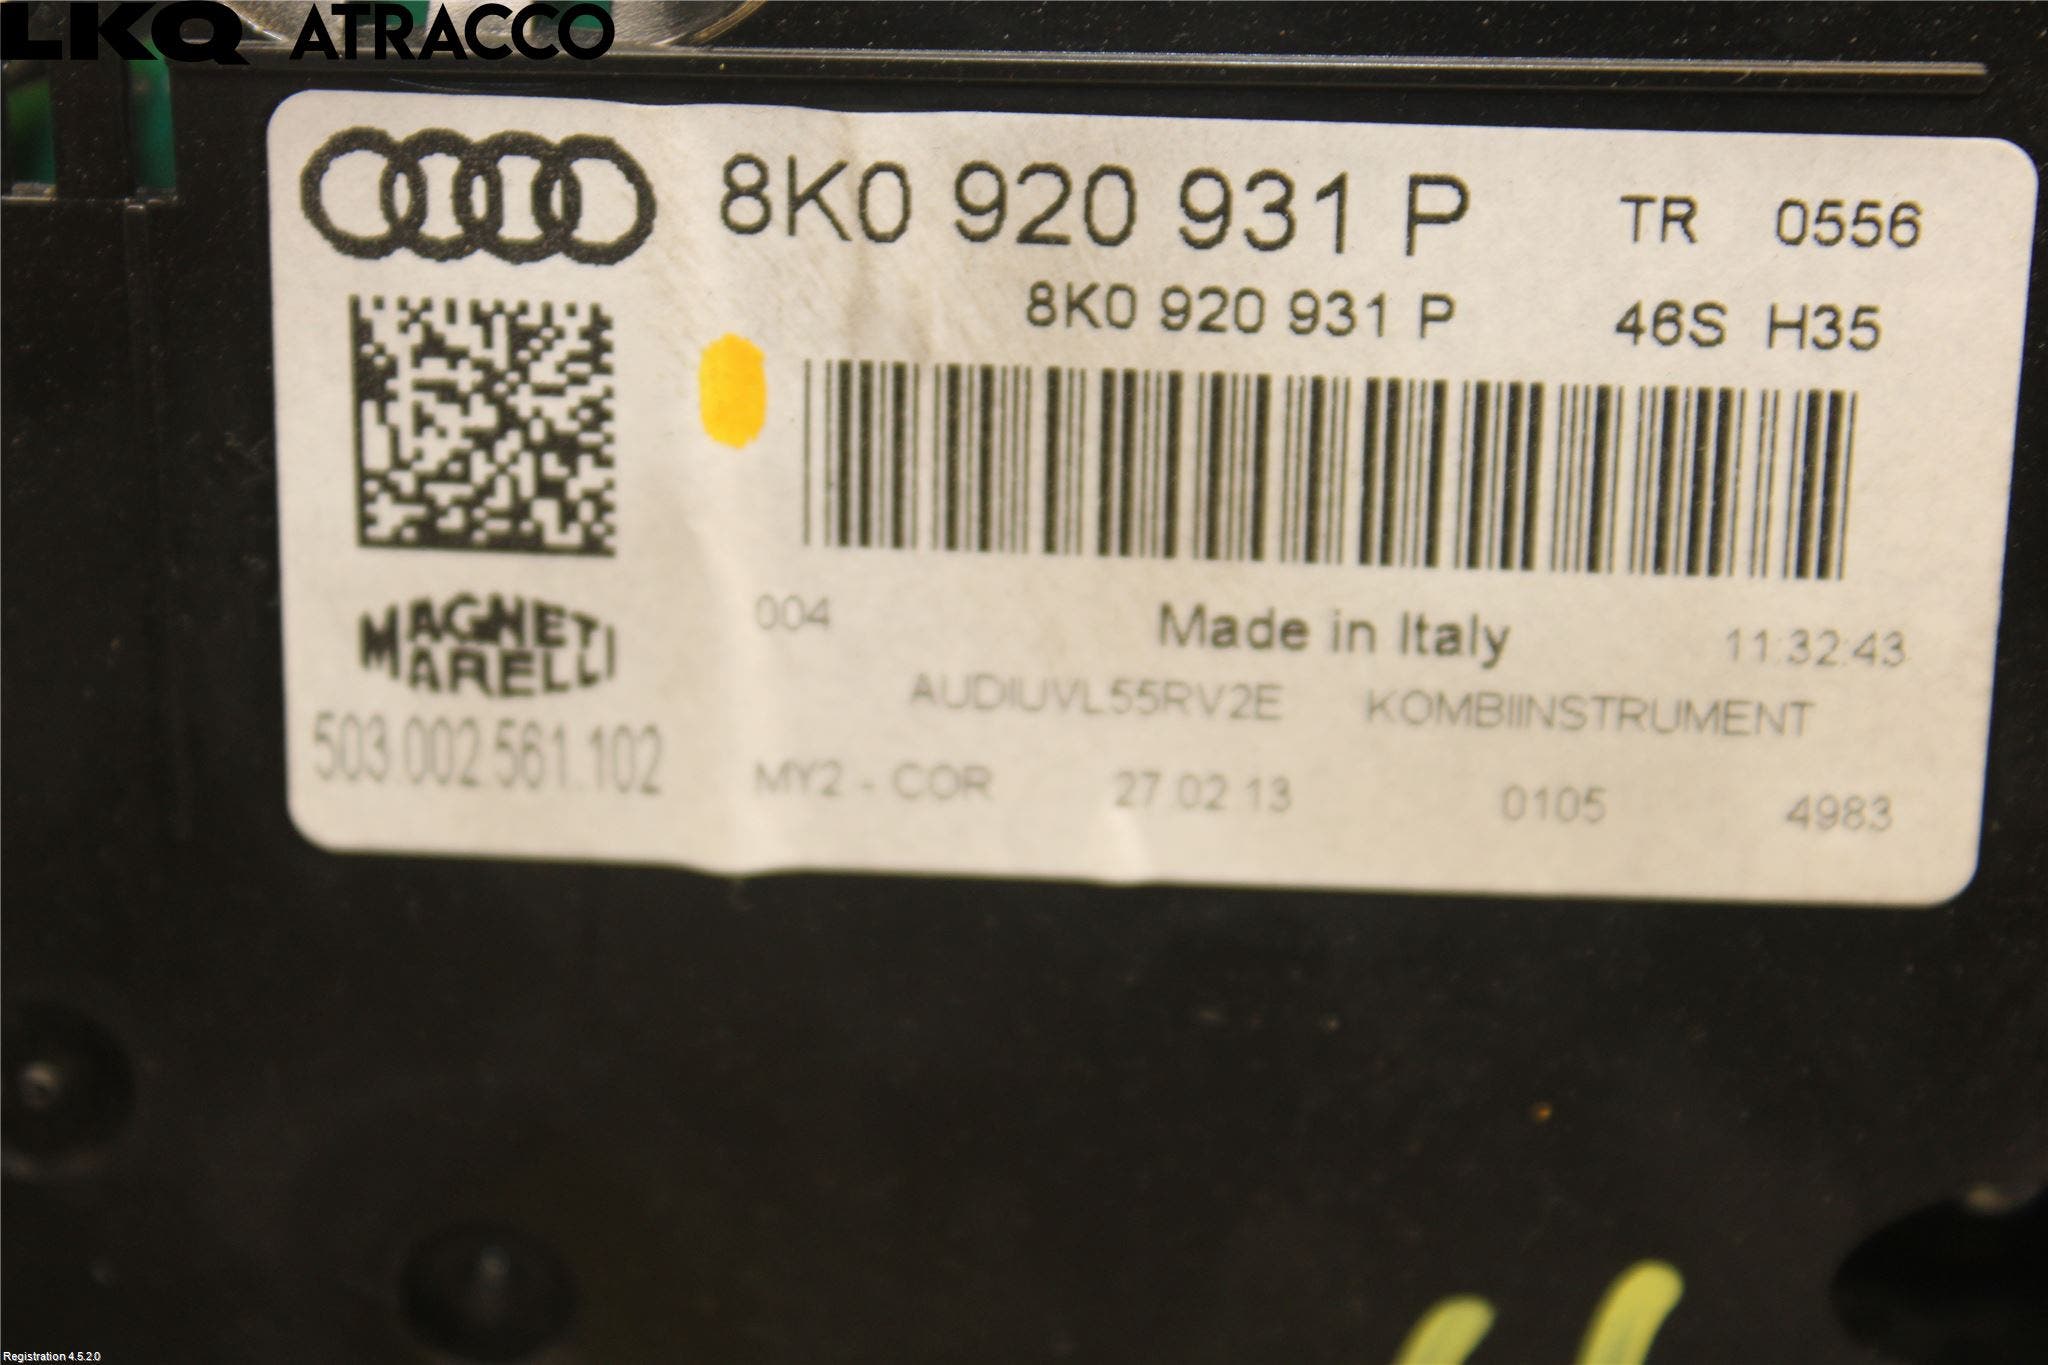 LKQ ATRACCO
8K0 920 931 P TR 0556
8K0 920 931 P 46S H35
004 Made in Italy 11:32:43
MAGNETI MARELLI
AUDIUVL55RV2E KOMBIINSTRUMENT
503.002.561.102
MY2 - COR 27 02 13 0105 4983
Registration 4.5.2.0